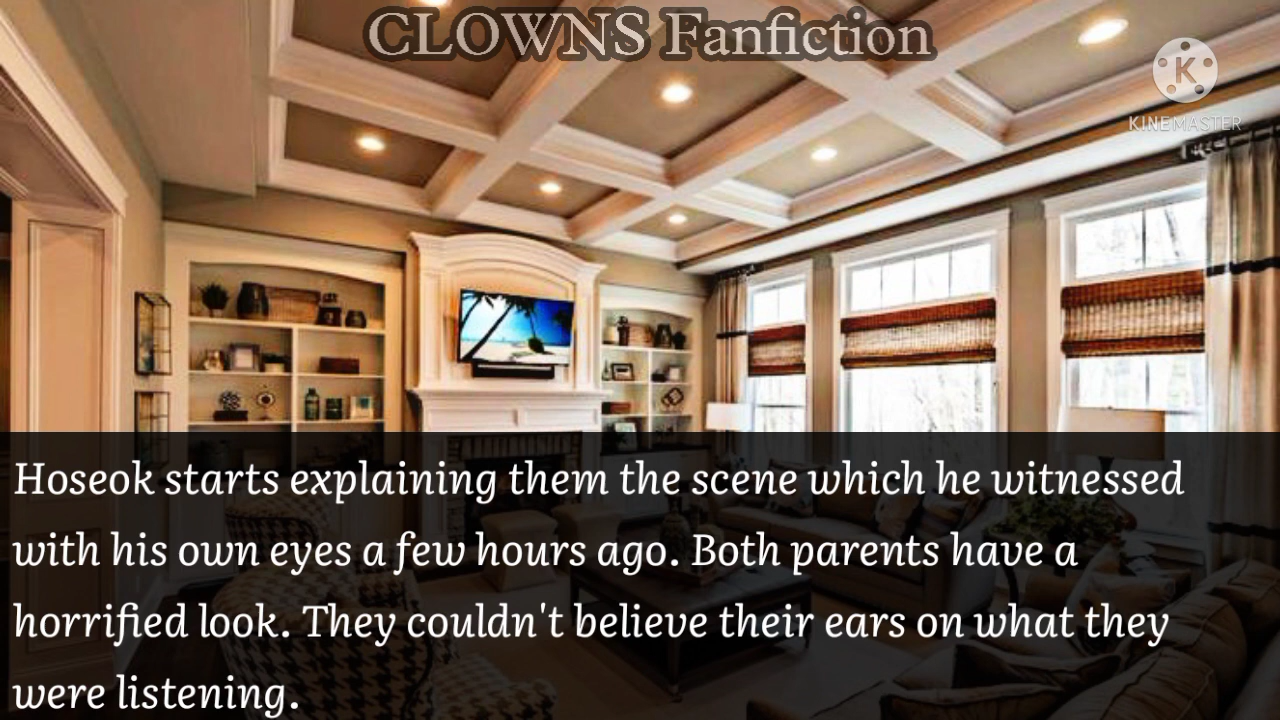 CLOWNS Fanfiction
K
KINEMASTER
Hoseok starts explaining them the scene which he witnessed
with his own eyes a few hours ago. Both parents have a
horrified look. They couldn't believe their ears on what they
were listening.